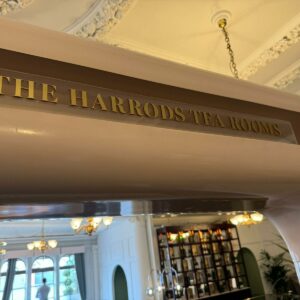 THE HARRODS TEA ROOMS